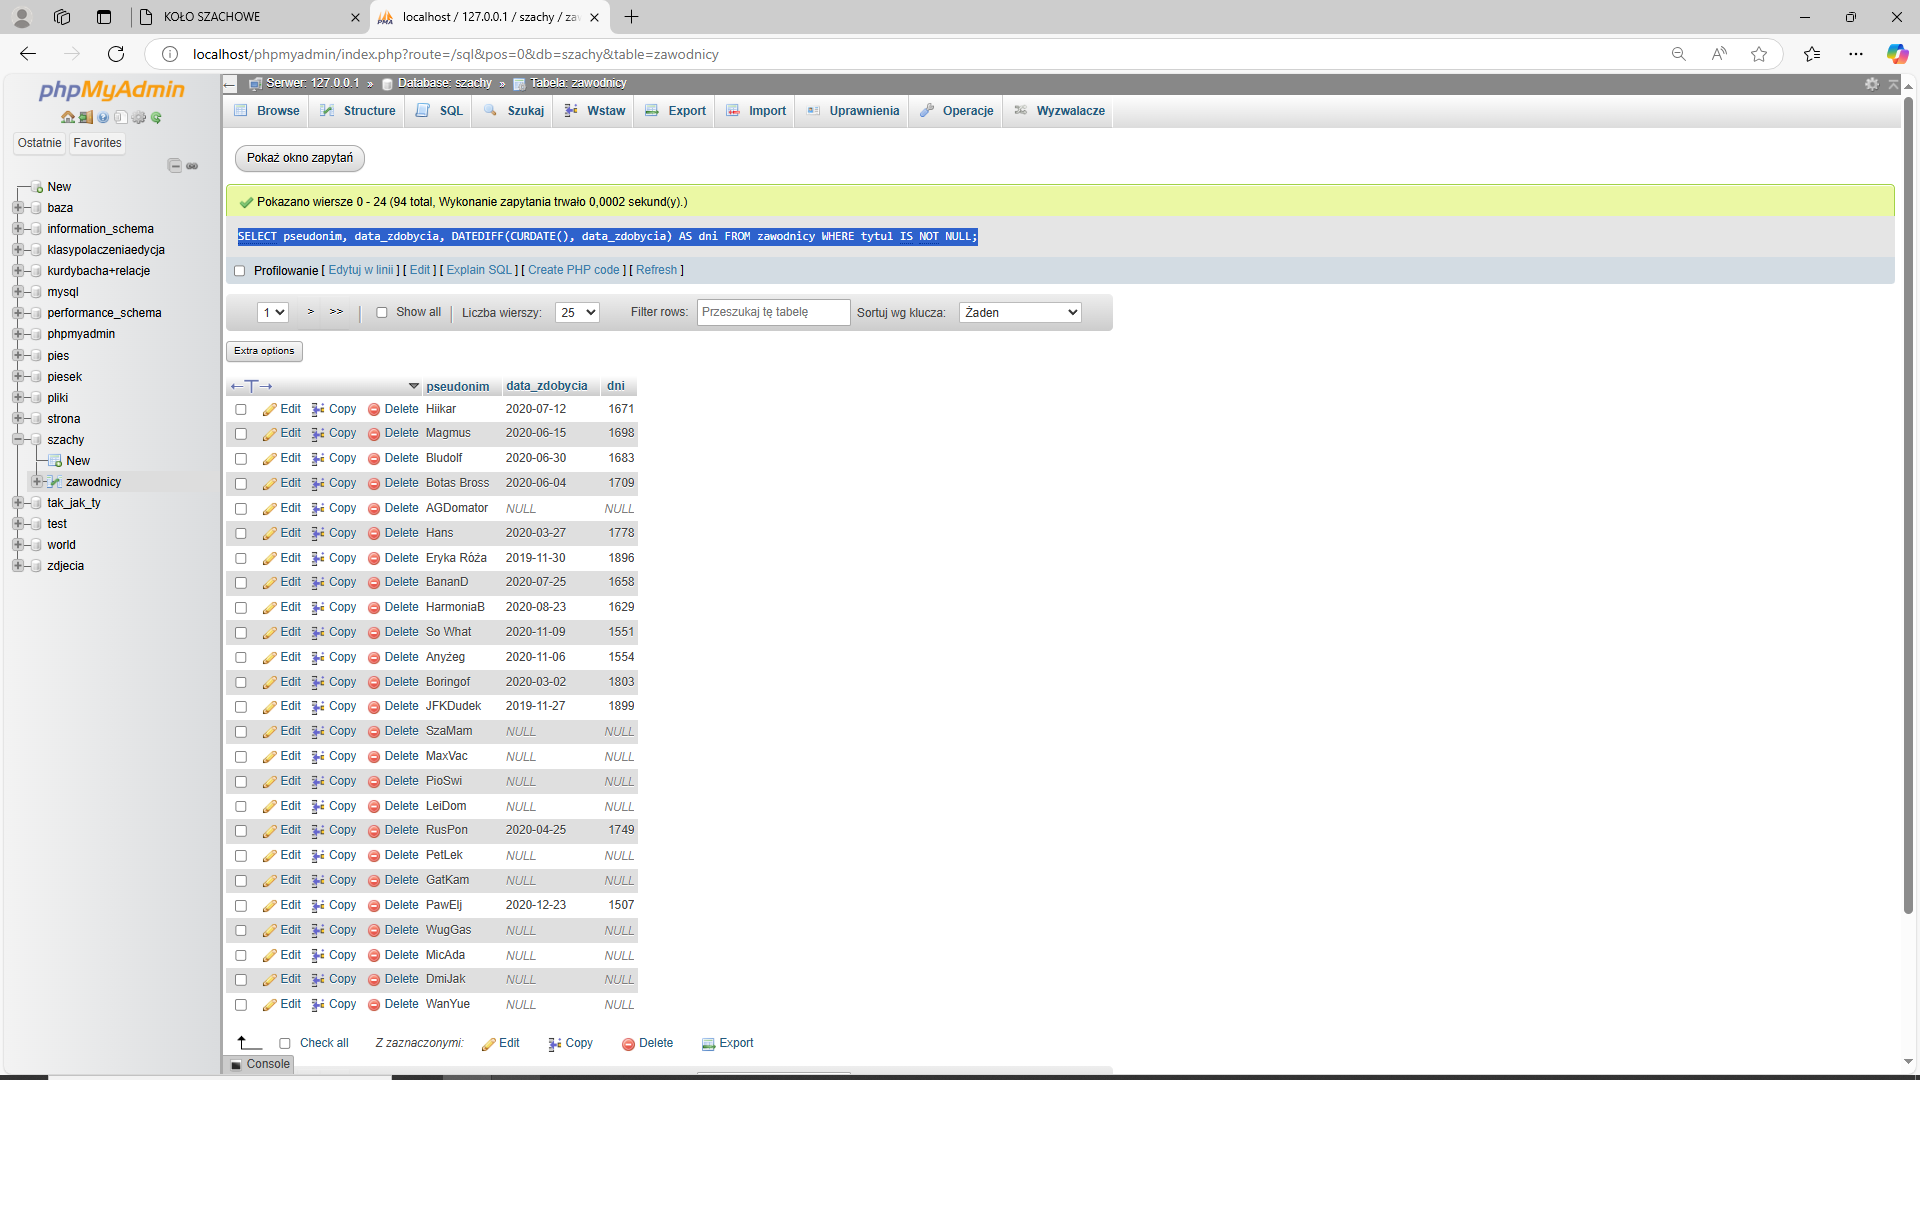 KOŁO SZACHOWE
localhost / 127.0.0.1 / szachy / za
localhost/phpmyadmin/index.php?route=/sql&pos=0&db=szachy&table=zawodnicy
phpMyAdmin
Ostatnie Favorites
New
baza
information_schema
klasypolaczeniaedycja
kurdybacha+relacje
mysql
performance_schema
phpmyadmin
pies
piesek
pliki
strona
szachy
New
zawodnicy
tak_jak_ty
test
world
zdjecia
Serwer: 127.0.0.1 » Database: szachy » Tabela: zawodnicy
Browse Structure SQL Szukaj Wstaw Export Import Uprawnienia Operacje Wyzwalacze
Pokaż okno zapytań
Pokazano wiersze 0 - 24 (94 total, Wykonanie zapytania trwało 0,0002 sekund(y).)
SELECT pseudonim, data_zdobycia, DATEDIFF(CURDATE(), data_zdobycia) AS dni FROM zawodnicy WHERE tytul IS NOT NULL;
Profilowanie [ Edytuj w linii ] [ Edit ] [ Explain SQL ] [ Create PHP code ] [ Refresh ]
1 > >> | Show all | Liczba wierszy: 25 Filter rows: Przeszukaj tę tabelę Sortuj wg klucza: Żaden
Extra options
←T→ pseudonim data_zdobycia dni
Edit Copy Delete Hiikar 2020-07-12 1671
Edit Copy Delete Magmus 2020-06-15 1698
Edit Copy Delete Bludolf 2020-06-30 1683
Edit Copy Delete Botas Bross 2020-06-04 1709
Edit Copy Delete AGDomator NULL NULL
Edit Copy Delete Hans 2020-03-27 1778
Edit Copy Delete Eryka Róża 2019-11-30 1896
Edit Copy Delete BananD 2020-07-25 1658
Edit Copy Delete HarmoniaB 2020-08-23 1629
Edit Copy Delete So What 2020-11-09 1551
Edit Copy Delete Anyżeg 2020-11-06 1554
Edit Copy Delete Boringof 2020-03-02 1803
Edit Copy Delete JFKDudek 2019-11-27 1899
Edit Copy Delete SzaMam NULL NULL
Edit Copy Delete MaxVac NULL NULL
Edit Copy Delete PioSwi NULL NULL
Edit Copy Delete LeiDom NULL NULL
Edit Copy Delete RusPon 2020-04-25 1749
Edit Copy Delete PetLek NULL NULL
Edit Copy Delete GatKam NULL NULL
Edit Copy Delete PawElj 2020-12-23 1507
Edit Copy Delete WugGas NULL NULL
Edit Copy Delete MicAda NULL NULL
Edit Copy Delete DmiJak NULL NULL
Edit Copy Delete WanYue NULL NULL
Check all Z zaznaczonymi: Edit Copy Delete Export
Console